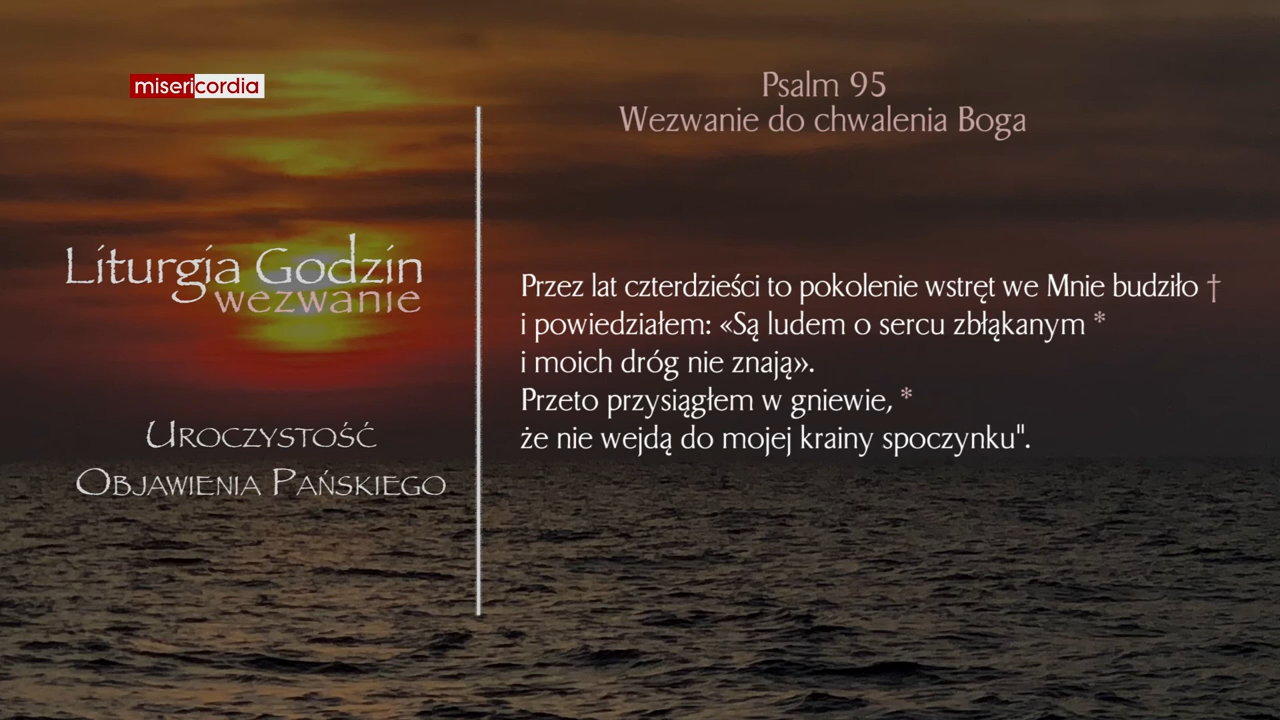 misericordia
Liturgia Godzin
wezwanie
Uroczystość
Objawienia Pańskiego
Psalm 95
Wezwanie do chwalenia Boga
Przez lat czterdzieści to pokolenie wstręt we Mnie budziło †
i powiedziałem: «Są ludem o sercu zbłąkanym *
i moich dróg nie znają».
Przeto przysiągłem w gniewie, *
że nie wejdą do mojej krainy spoczynku".